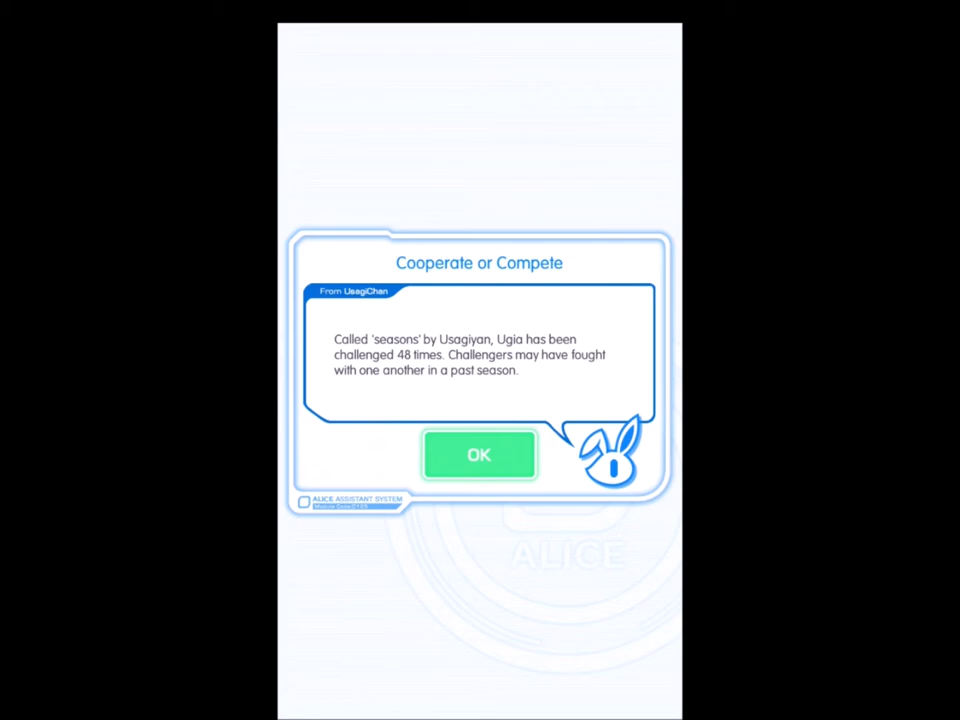 Cooperate or Compete
From UsagiChan
Called 'seasons' by Usagiyan, Ugia has been
challenged 48 times. Challengers may have fought
with one another in a past season.
OK
ALICE ASSISTANT SYSTEM
ALICE